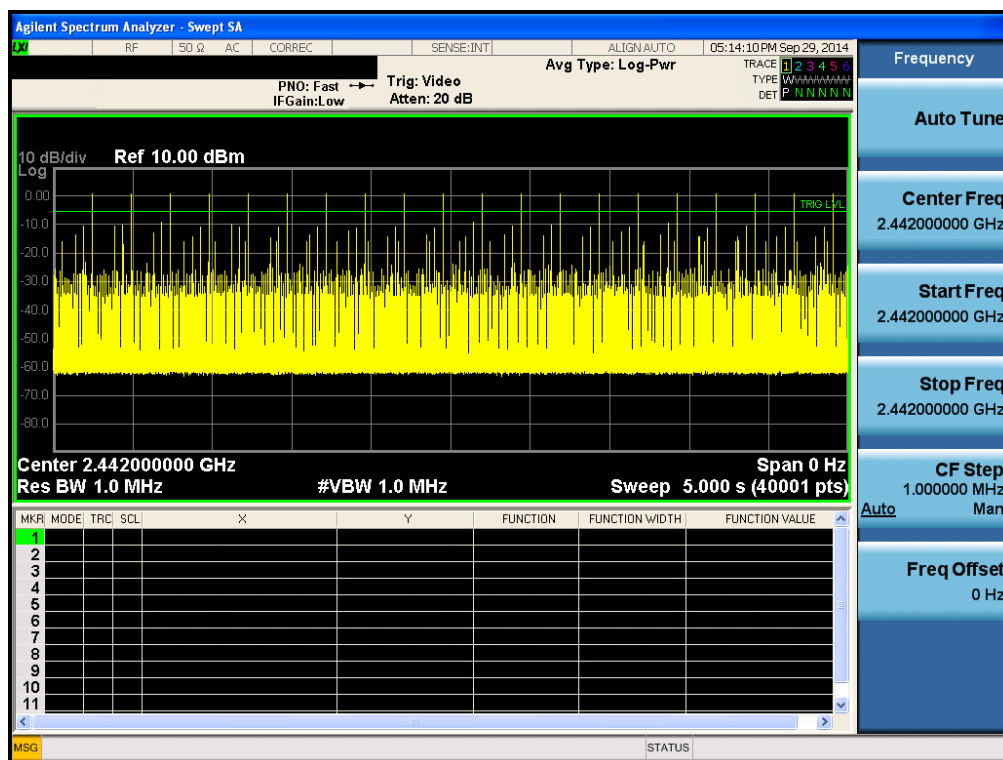 Agilent Spectrum Analyzer - Swept SA
LXI RF 50 Ω AC CORREC SENSE:INT ALIGN AUTO 05:14:10 PM Sep 29, 2014
PNO: Fast
IFGain:Low
Trig: Video
Atten: 20 dB
Avg Type: Log-Pwr
TRACE 1 2 3 4 5 6
TYPE WWWWWW
DET P N N N N N
10 dB/div
Log
Ref 10.00 dBm
0.00
-10.0
-20.0
-30.0
-40.0
-50.0
-60.0
-70.0
-80.0
TRIG LVL
Center 2.442000000 GHz Span 0 Hz
Res BW 1.0 MHz #VBW 1.0 MHz Sweep 5.000 s (40001 pts)
MKR MODE TRC SCL X Y FUNCTION FUNCTION WIDTH FUNCTION VALUE
1
2
3
4
5
6
7
8
9
10
11
MSG STATUS
Frequency
Auto Tune
Center Freq
2.442000000 GHz
Start Freq
2.442000000 GHz
Stop Freq
2.442000000 GHz
CF Step
1.000000 MHz
Auto Man
Freq Offset
0 Hz